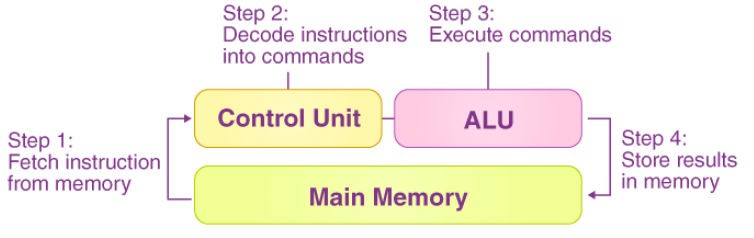 Step 2:
Decode instructions
into commands
Step 3:
Execute commands
Control Unit
ALU
Step 1:
Fetch instruction
from memory
Step 4:
Store results
in memory
Main Memory